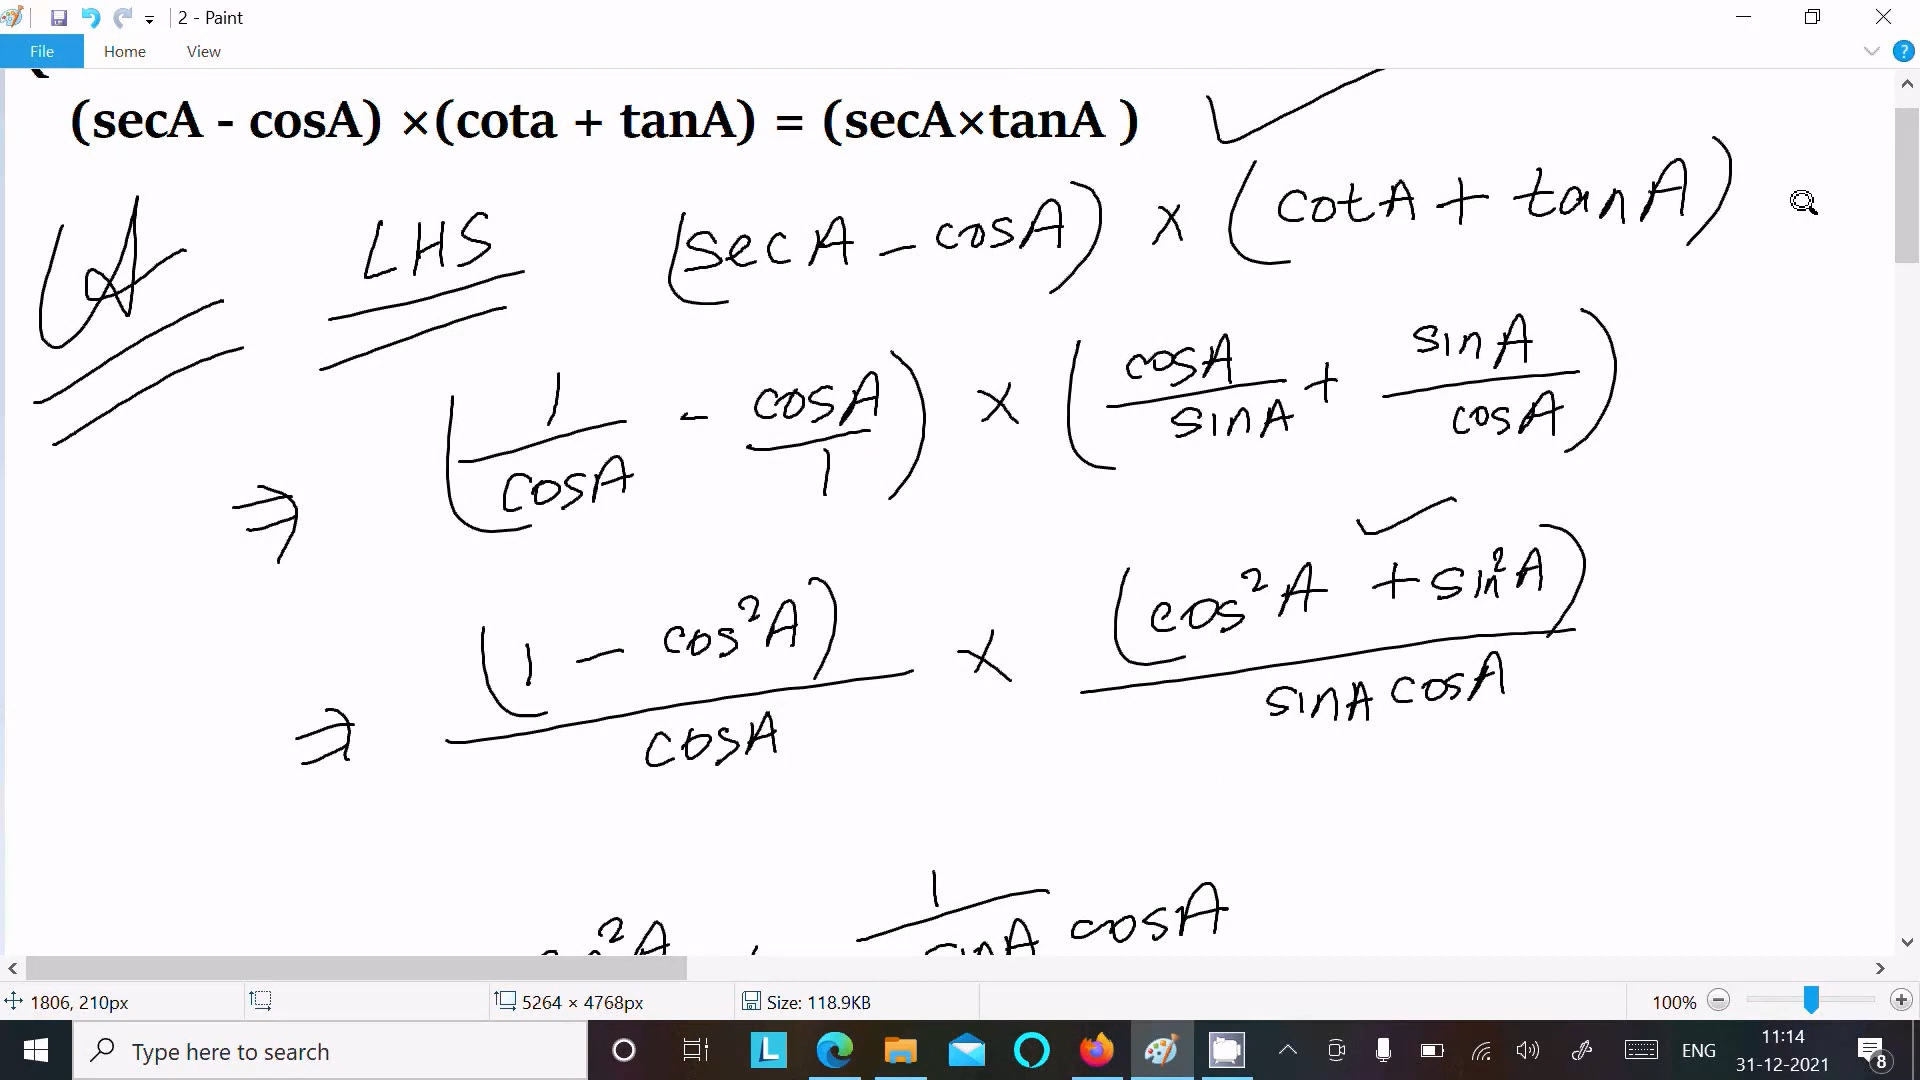 2 - Paint
File Home View
(secA - cosA) ×(cota + tanA) = (secA×tanA )
LHS (secA - cosA) × (cotA + tanA)
⇒ (1/cosA - cosA/1) × (cosA/sinA + sinA/cosA)
⇒ (1 - cos²A)/cosA × (cos²A + sin²A)/sinA cosA
²A 1/sinA cosA
1806, 210px 5264 × 4768px Size: 118.9KB 100%
Type here to search ENG 11:14
31-12-2021 8